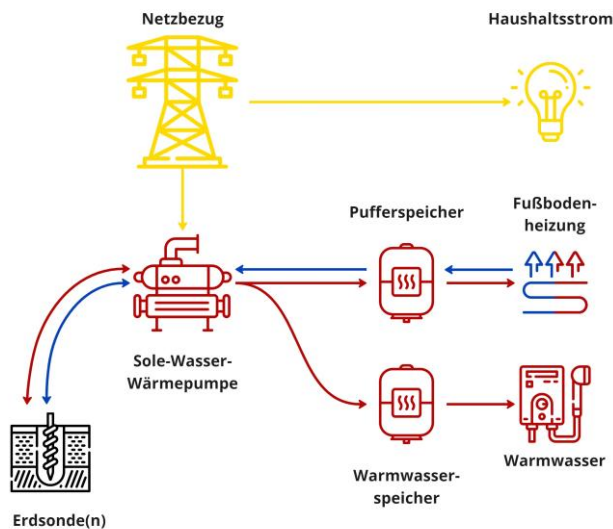 Netzbezug
Haushaltsstrom
Pufferspeicher
Fußboden-
heizung
Sole-Wasser-
Wärmepumpe
Warmwasser-
speicher
Warmwasser
Erdsonde(n)